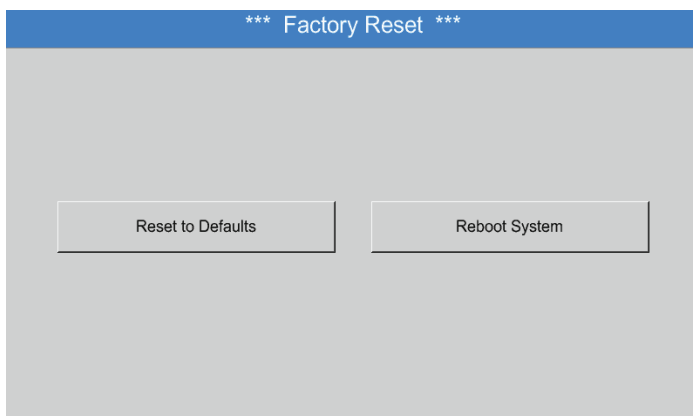 *** Factory Reset ***
Reset to Defaults
Reboot System